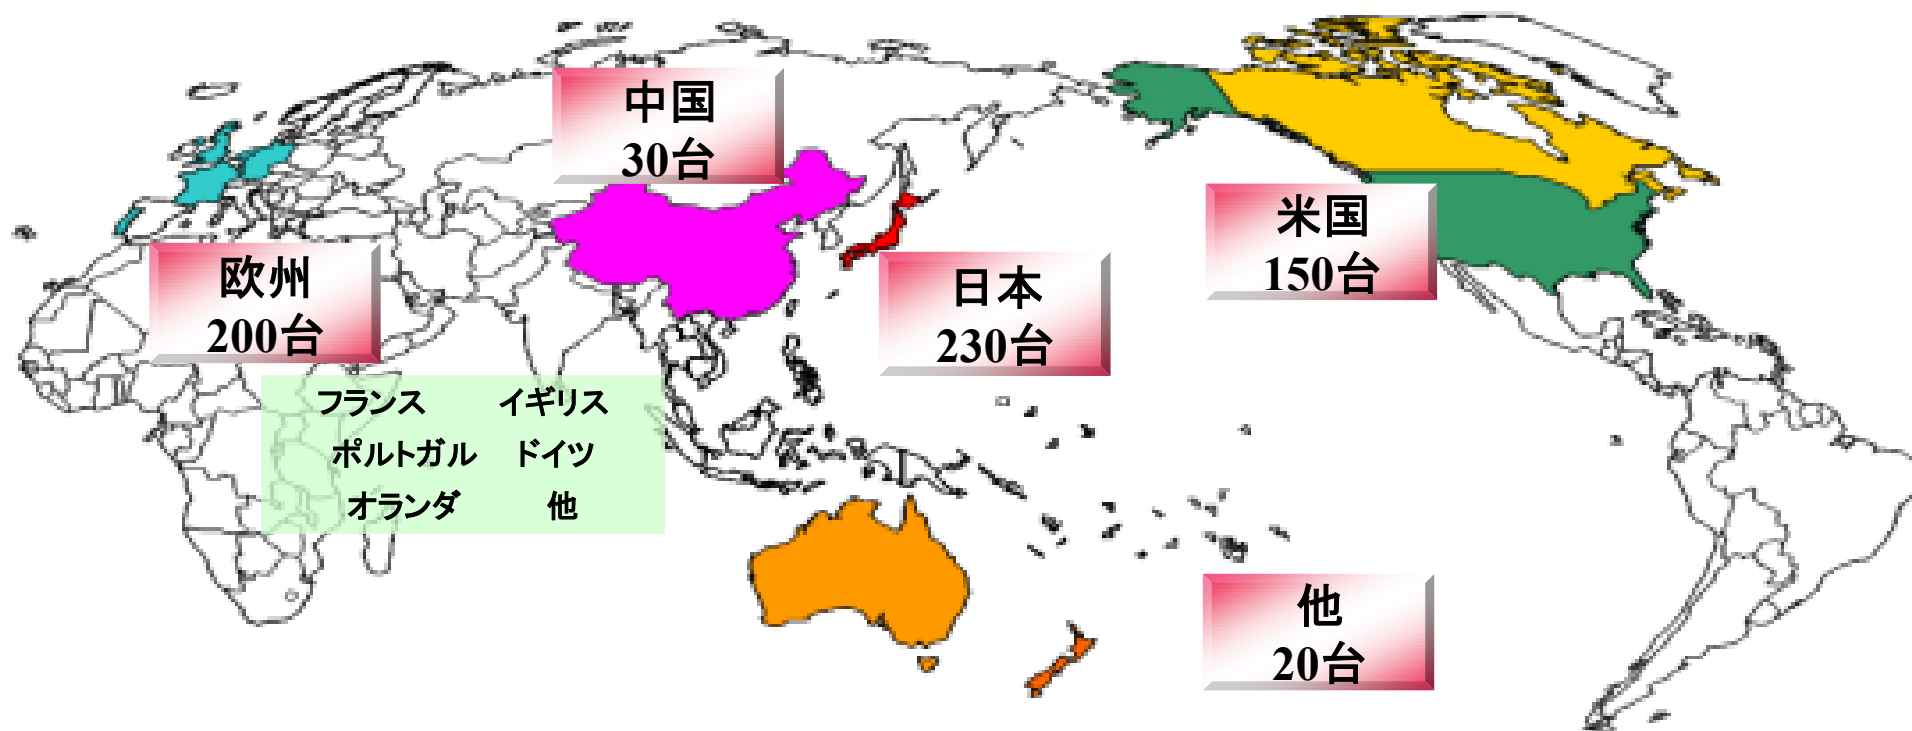 中国
30台
米国
150台
欧州
200台
日本
230台
フランス イギリス
ポルトガル ドイツ
オランダ 他
他
20台